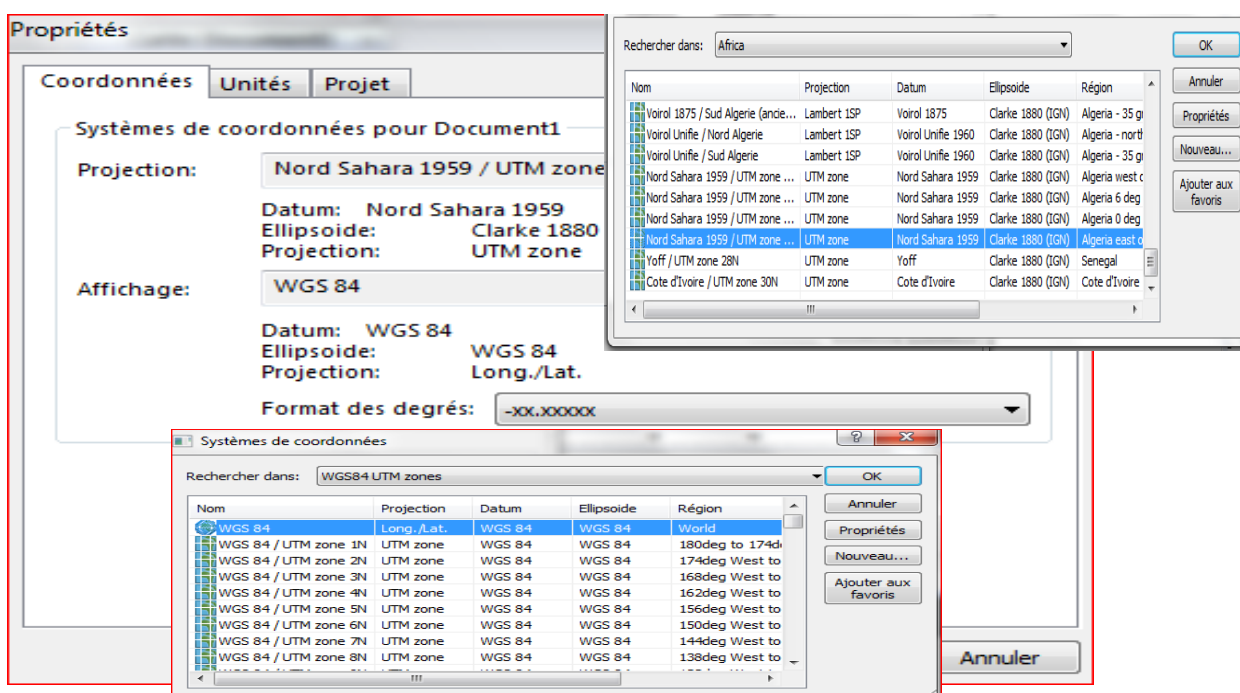 Propriétés
Coordonnées Unités Projet
Systèmes de coordonnées pour Document1
Projection: Nord Sahara 1959 / UTM zone
Datum: Nord Sahara 1959
Ellipsoide: Clarke 1880
Projection: UTM zone
Affichage: WGS 84
Datum: WGS 84
Ellipsoide: WGS 84
Projection: Long./Lat.
Format des degrés: -xx.xxxxx
Annuler
Rechercher dans: Africa OK
Annuler
Propriétés
Nouveau...
Ajouter aux
favoris
Nom Projection Datum Ellipsoide Région
Voirol 1875 / Sud Algerie (ancie... Lambert 1SP Voirol 1875 Clarke 1880 (IGN) Algeria - 35 g
Voirol Unifie / Nord Algerie Lambert 1SP Voirol Unifie 1960 Clarke 1880 (IGN) Algeria - nort
Voirol Unifie / Sud Algerie Lambert 1SP Voirol Unifie 1960 Clarke 1880 (IGN) Algeria - 35 g
Nord Sahara 1959 / UTM zone ... UTM zone Nord Sahara 1959 Clarke 1880 (IGN) Algeria west
Nord Sahara 1959 / UTM zone ... UTM zone Nord Sahara 1959 Clarke 1880 (IGN) Algeria 6 deg
Nord Sahara 1959 / UTM zone ... UTM zone Nord Sahara 1959 Clarke 1880 (IGN) Algeria 0 deg
Nord Sahara 1959 / UTM zone ... UTM zone Nord Sahara 1959 Clarke 1880 (IGN) Algeria east
Yoff / UTM zone 28N UTM zone Yoff Clarke 1880 (IGN) Senegal
Cote d'Ivoire / UTM zone 30N UTM zone Cote d'Ivoire Clarke 1880 (IGN) Cote d'Ivoire
Systèmes de coordonnées
Rechercher dans: WGS84 UTM zones OK
Annuler
Propriétés
Nouveau...
Ajouter aux
favoris
Nom Projection Datum Ellipsoide Région
WGS 84 Long./Lat. WGS 84 WGS 84 World
WGS 84 / UTM zone 1N UTM zone WGS 84 WGS 84 180deg to 174d
WGS 84 / UTM zone 2N UTM zone WGS 84 WGS 84 174deg West to
WGS 84 / UTM zone 3N UTM zone WGS 84 WGS 84 168deg West to
WGS 84 / UTM zone 4N UTM zone WGS 84 WGS 84 162deg West to
WGS 84 / UTM zone 5N UTM zone WGS 84 WGS 84 156deg West to
WGS 84 / UTM zone 6N UTM zone WGS 84 WGS 84 150deg West to
WGS 84 / UTM zone 7N UTM zone WGS 84 WGS 84 144deg West to
WGS 84 / UTM zone 8N UTM zone WGS 84 WGS 84 138deg West to